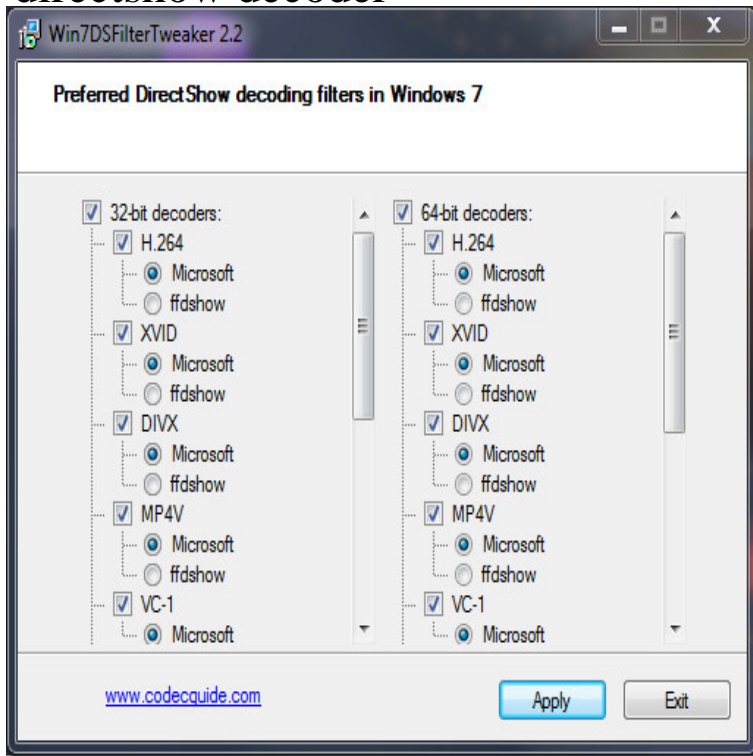 directshow decoder
Win7DSFilterTweaker 2.2
Preferred DirectShow decoding filters in Windows 7
32-bit decoders:
H.264
Microsoft
ffdshow
XVID
Microsoft
ffdshow
DIVX
Microsoft
ffdshow
MP4V
Microsoft
ffdshow
VC-1
Microsoft
64-bit decoders:
H.264
Microsoft
ffdshow
XVID
Microsoft
ffdshow
DIVX
Microsoft
ffdshow
MP4V
Microsoft
ffdshow
VC-1
Microsoft
www.codecguide.com
Apply
Exit